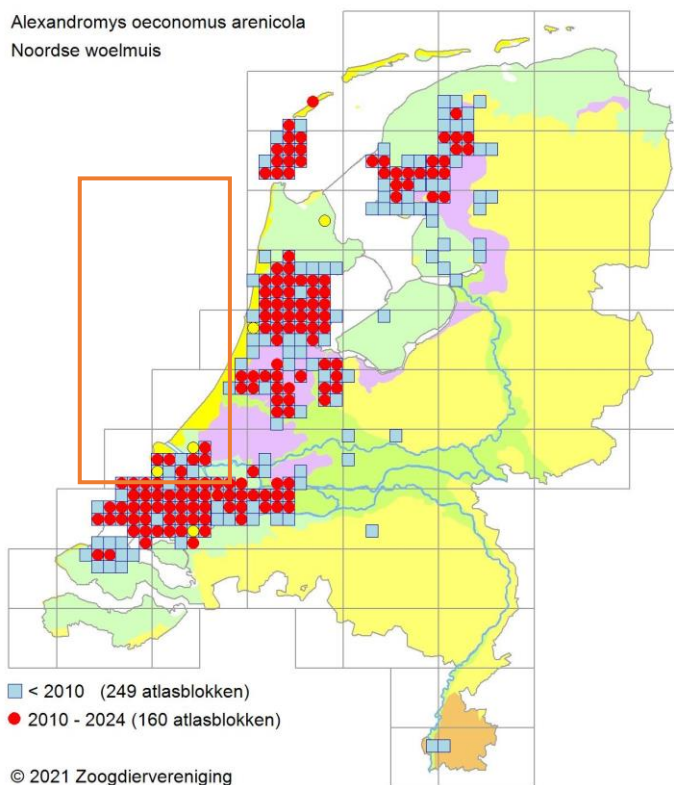 Alexandromys oeconomus arenicola
Noordse woelmuis
< 2010 (249 atlasblokken)
2010 - 2024 (160 atlasblokken)
© 2021 Zoogdiervereniging